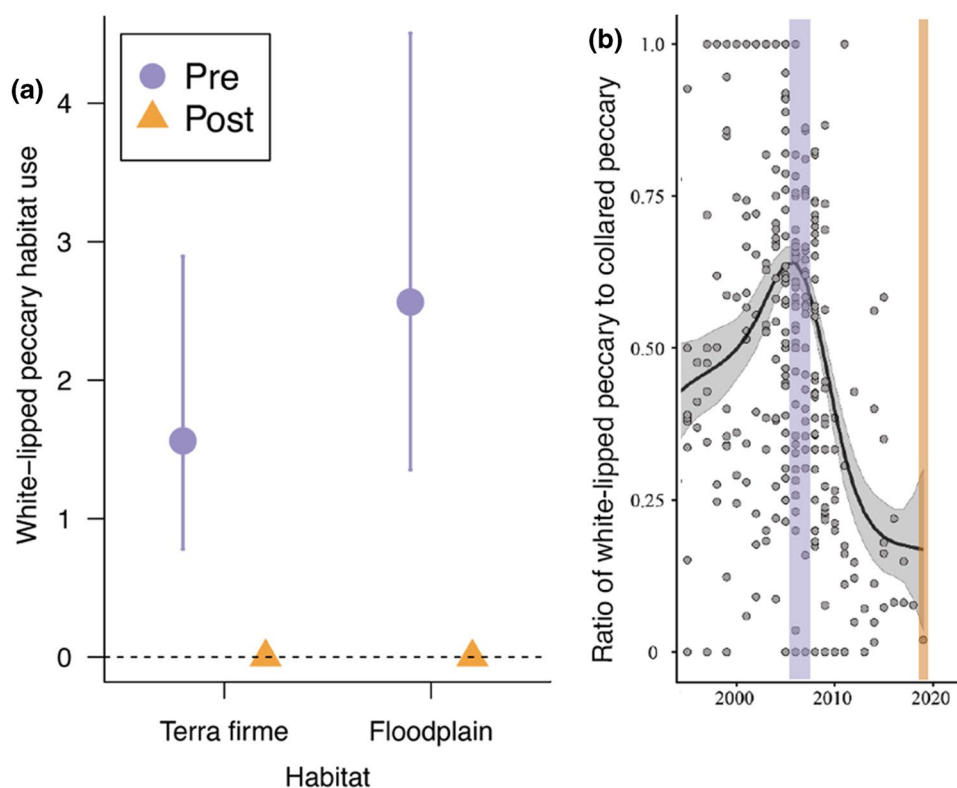 (a)
White-lipped peccary habitat use
4
3
2
1
0
Pre
Post
Terra firme
Floodplain
Habitat
(b)
Ratio of white-lipped peccary to collared peccary
1.0
0.75
0.50
0.25
0
2000
2010
2020